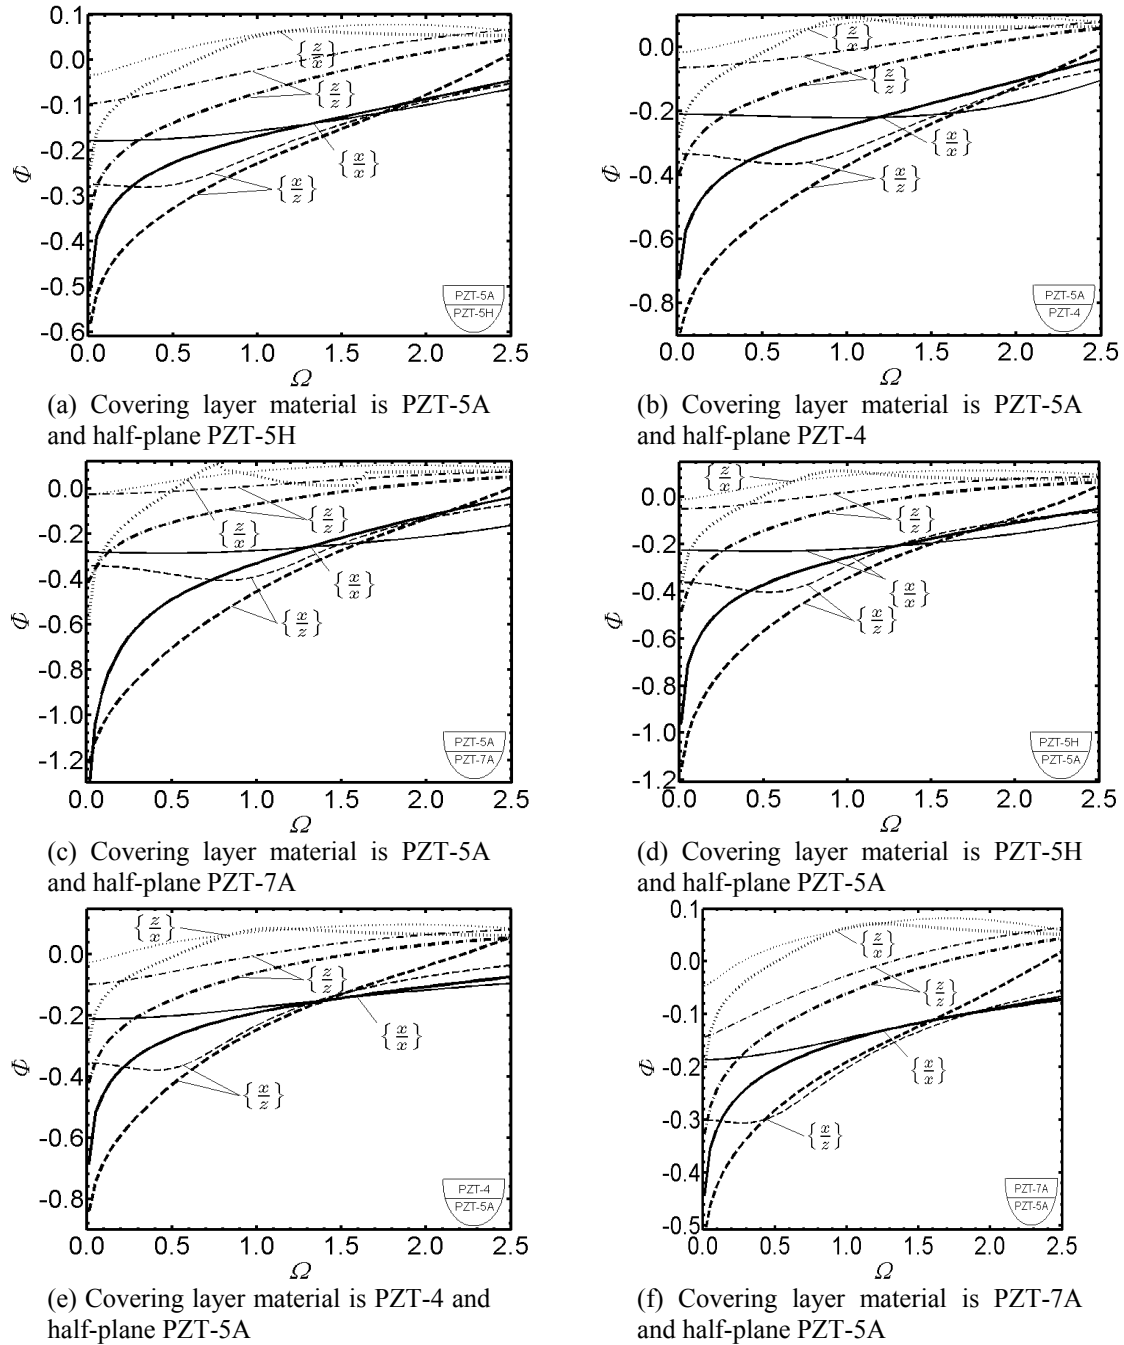 0.1
0.0
-0.1
-0.2
-0.3
-0.4
-0.5
-0.6
Φ
{z/x}
{z/z}
{x/x}
{x/z}
PZT-5A
PZT-5H
0.0 0.5 1.0 1.5 2.0 2.5
Ω
(a) Covering layer material is PZT-5A
and half-plane PZT-5H
0.0
-0.2
-0.4
-0.6
-0.8
Φ
{z/x}
{z/z}
{x/x}
{x/z}
PZT-5A
PZT-4
0.0 0.5 1.0 1.5 2.0 2.5
Ω
(b) Covering layer material is PZT-5A
and half-plane PZT-4
0.0
-0.2
-0.4
-0.6
-0.8
-1.0
-1.2
Φ
{z/x}
{z/z}
{x/x}
{x/z}
PZT-5A
PZT-7A
0.0 0.5 1.0 1.5 2.0 2.5
Ω
(c) Covering layer material is PZT-5A
and half-plane PZT-7A
0.0
-0.2
-0.4
-0.6
-0.8
-1.0
-1.2
Φ
{z/x}
{z/z}
{x/x}
{x/z}
PZT-5H
PZT-5A
0.0 0.5 1.0 1.5 2.0 2.5
Ω
(d) Covering layer material is PZT-5H
and half-plane PZT-5A
0.0
-0.2
-0.4
-0.6
-0.8
Φ
{z/x}
{z/z}
{x/x}
{x/z}
PZT-4
PZT-5A
0.0 0.5 1.0 1.5 2.0 2.5
Ω
(e) Covering layer material is PZT-4 and
half-plane PZT-5A
0.1
0.0
-0.1
-0.2
-0.3
-0.4
-0.5
Φ
{z/x}
{z/z}
{x/x}
{x/z}
PZT-7A
PZT-5A
0.0 0.5 1.0 1.5 2.0 2.5
Ω
(f) Covering layer material is PZT-7A
and half-plane PZT-5A